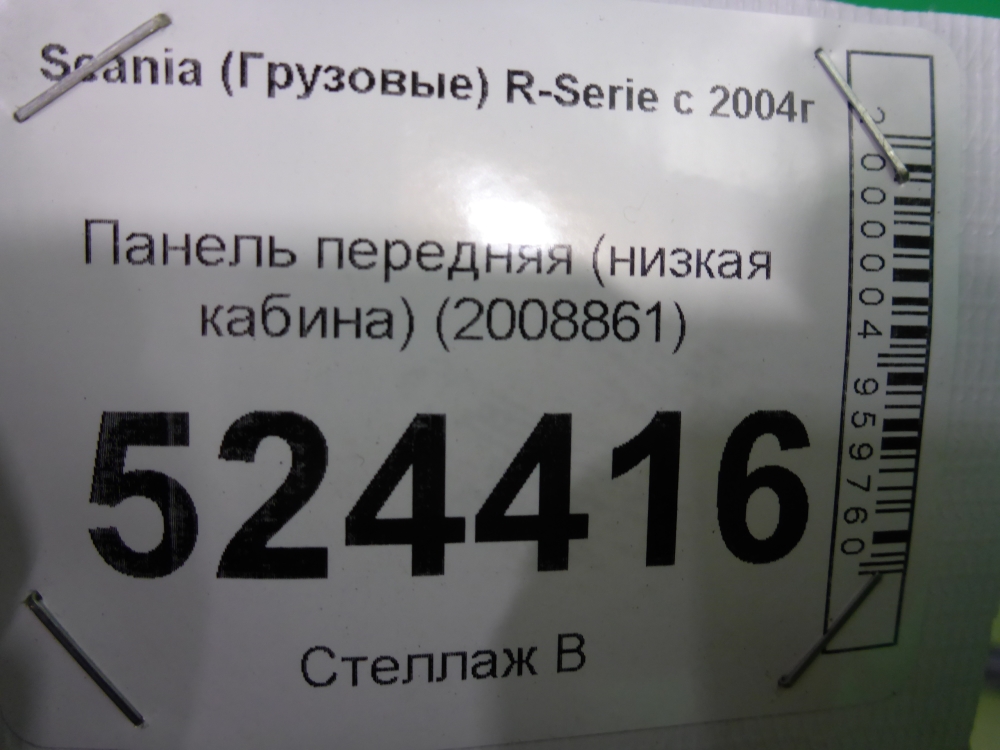 Scania (Грузовые) R-Serie с 2004г
Панель передняя (низкая
кабина) (2008861)
524416
Стеллаж В
2000004959760